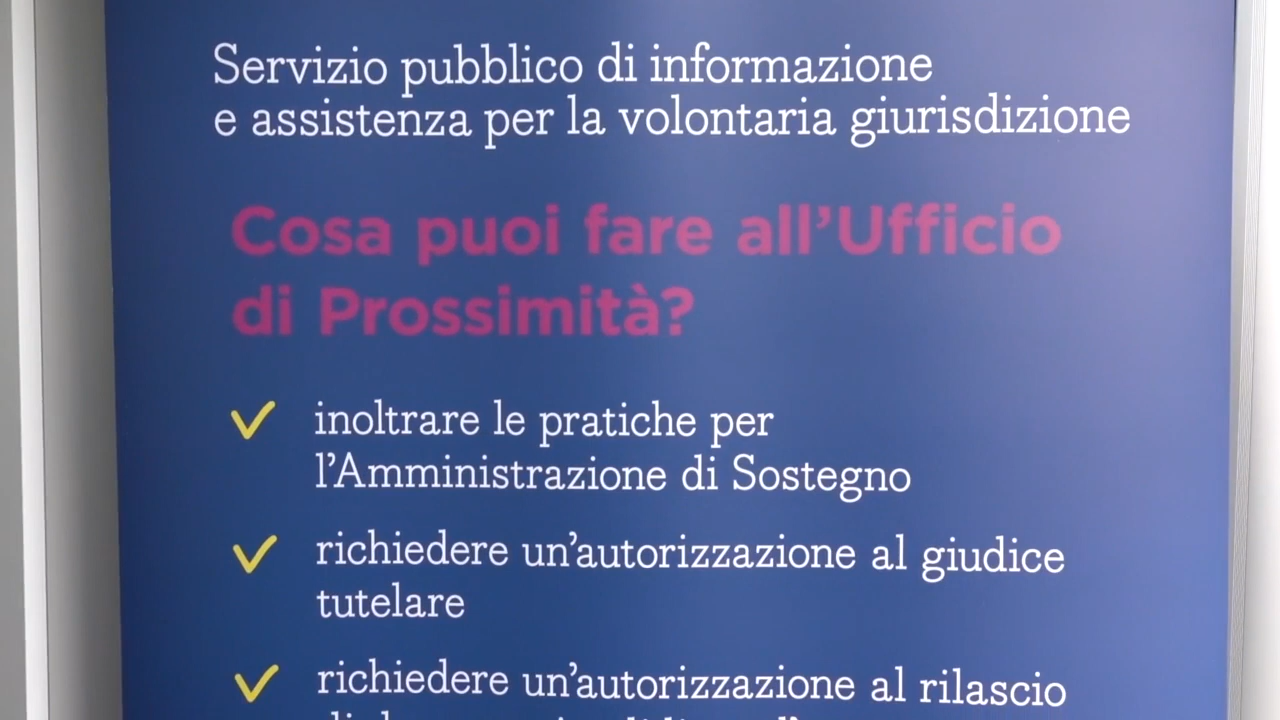 Servizio pubblico di informazione
e assistenza per la volontaria giurisdizione
Cosa puoi fare all'Ufficio
di Prossimità?
inoltrare le pratiche per
l'Amministrazione di Sostegno
richiedere un'autorizzazione al giudice
tutelare
richiedere un'autorizzazione al rilascio